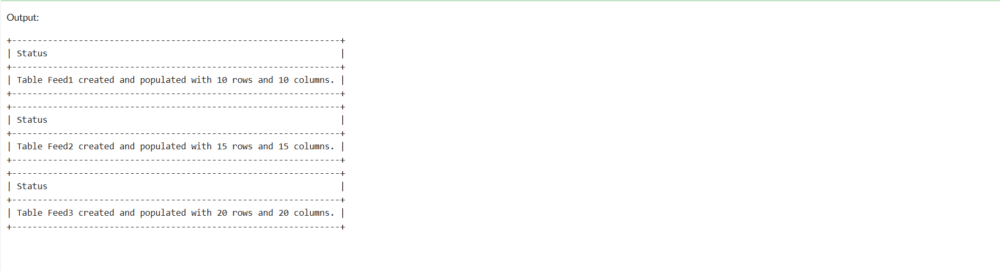 Output:
+----------------------------------------------------------------+
| Status                                                         |
+----------------------------------------------------------------+
| Table Feed1 created and populated with 10 rows and 10 columns. |
+----------------------------------------------------------------+
+----------------------------------------------------------------+
| Status                                                         |
+----------------------------------------------------------------+
| Table Feed2 created and populated with 15 rows and 15 columns. |
+----------------------------------------------------------------+
+----------------------------------------------------------------+
| Status                                                         |
+----------------------------------------------------------------+
| Table Feed3 created and populated with 20 rows and 20 columns. |
+----------------------------------------------------------------+